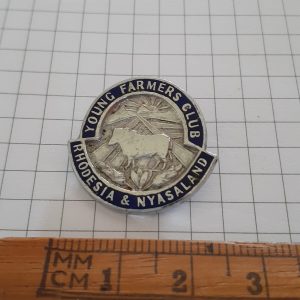 YOUNG FARMERS CLUB
RHODESIA & NYASALAND
MM
CM 1 2 3